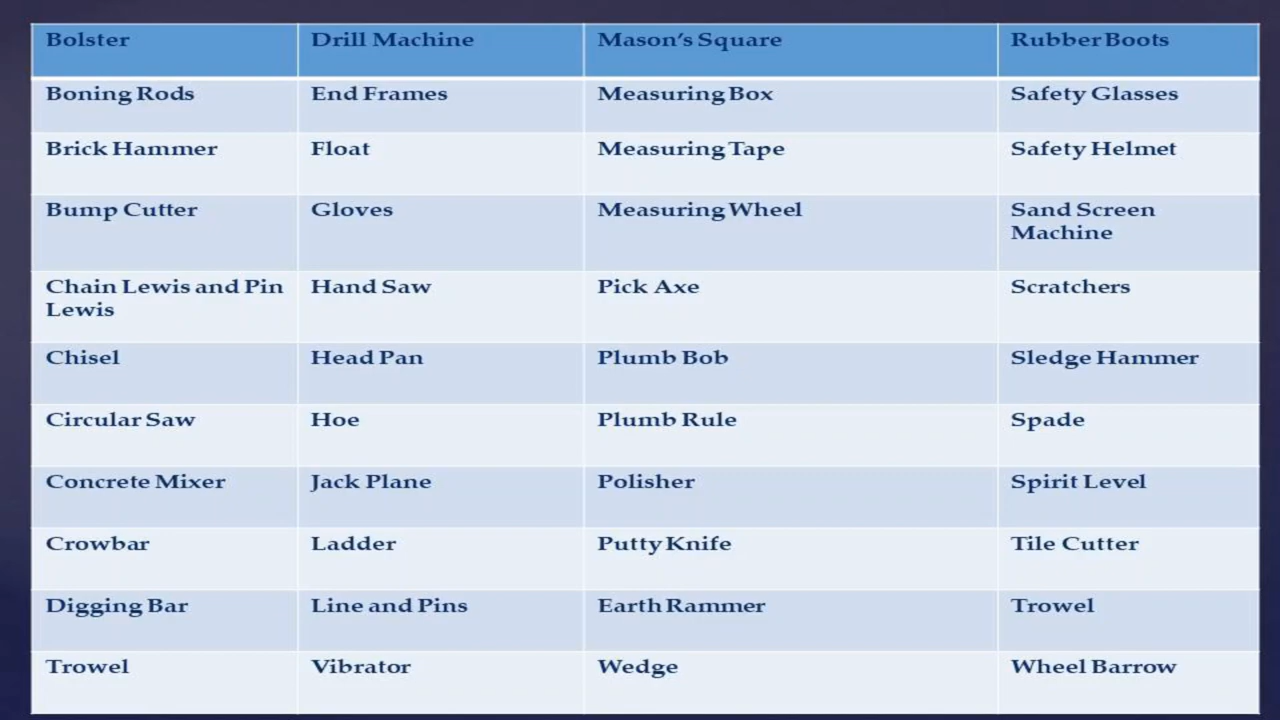 Bolster Drill Machine Mason's Square Rubber Boots
Boning Rods End Frames Measuring Box Safety Glasses
Brick Hammer Float Measuring Tape Safety Helmet
Bump Cutter Gloves Measuring Wheel Sand Screen
Machine
Chain Lewis and Pin Hand Saw Pick Axe Scratchers
Lewis
Chisel Head Pan Plumb Bob Sledge Hammer
Circular Saw Hoe Plumb Rule Spade
Concrete Mixer Jack Plane Polisher Spirit Level
Crowbar Ladder Putty Knife Tile Cutter
Digging Bar Line and Pins Earth Rammer Trowel
Trowel Vibrator Wedge Wheel Barrow